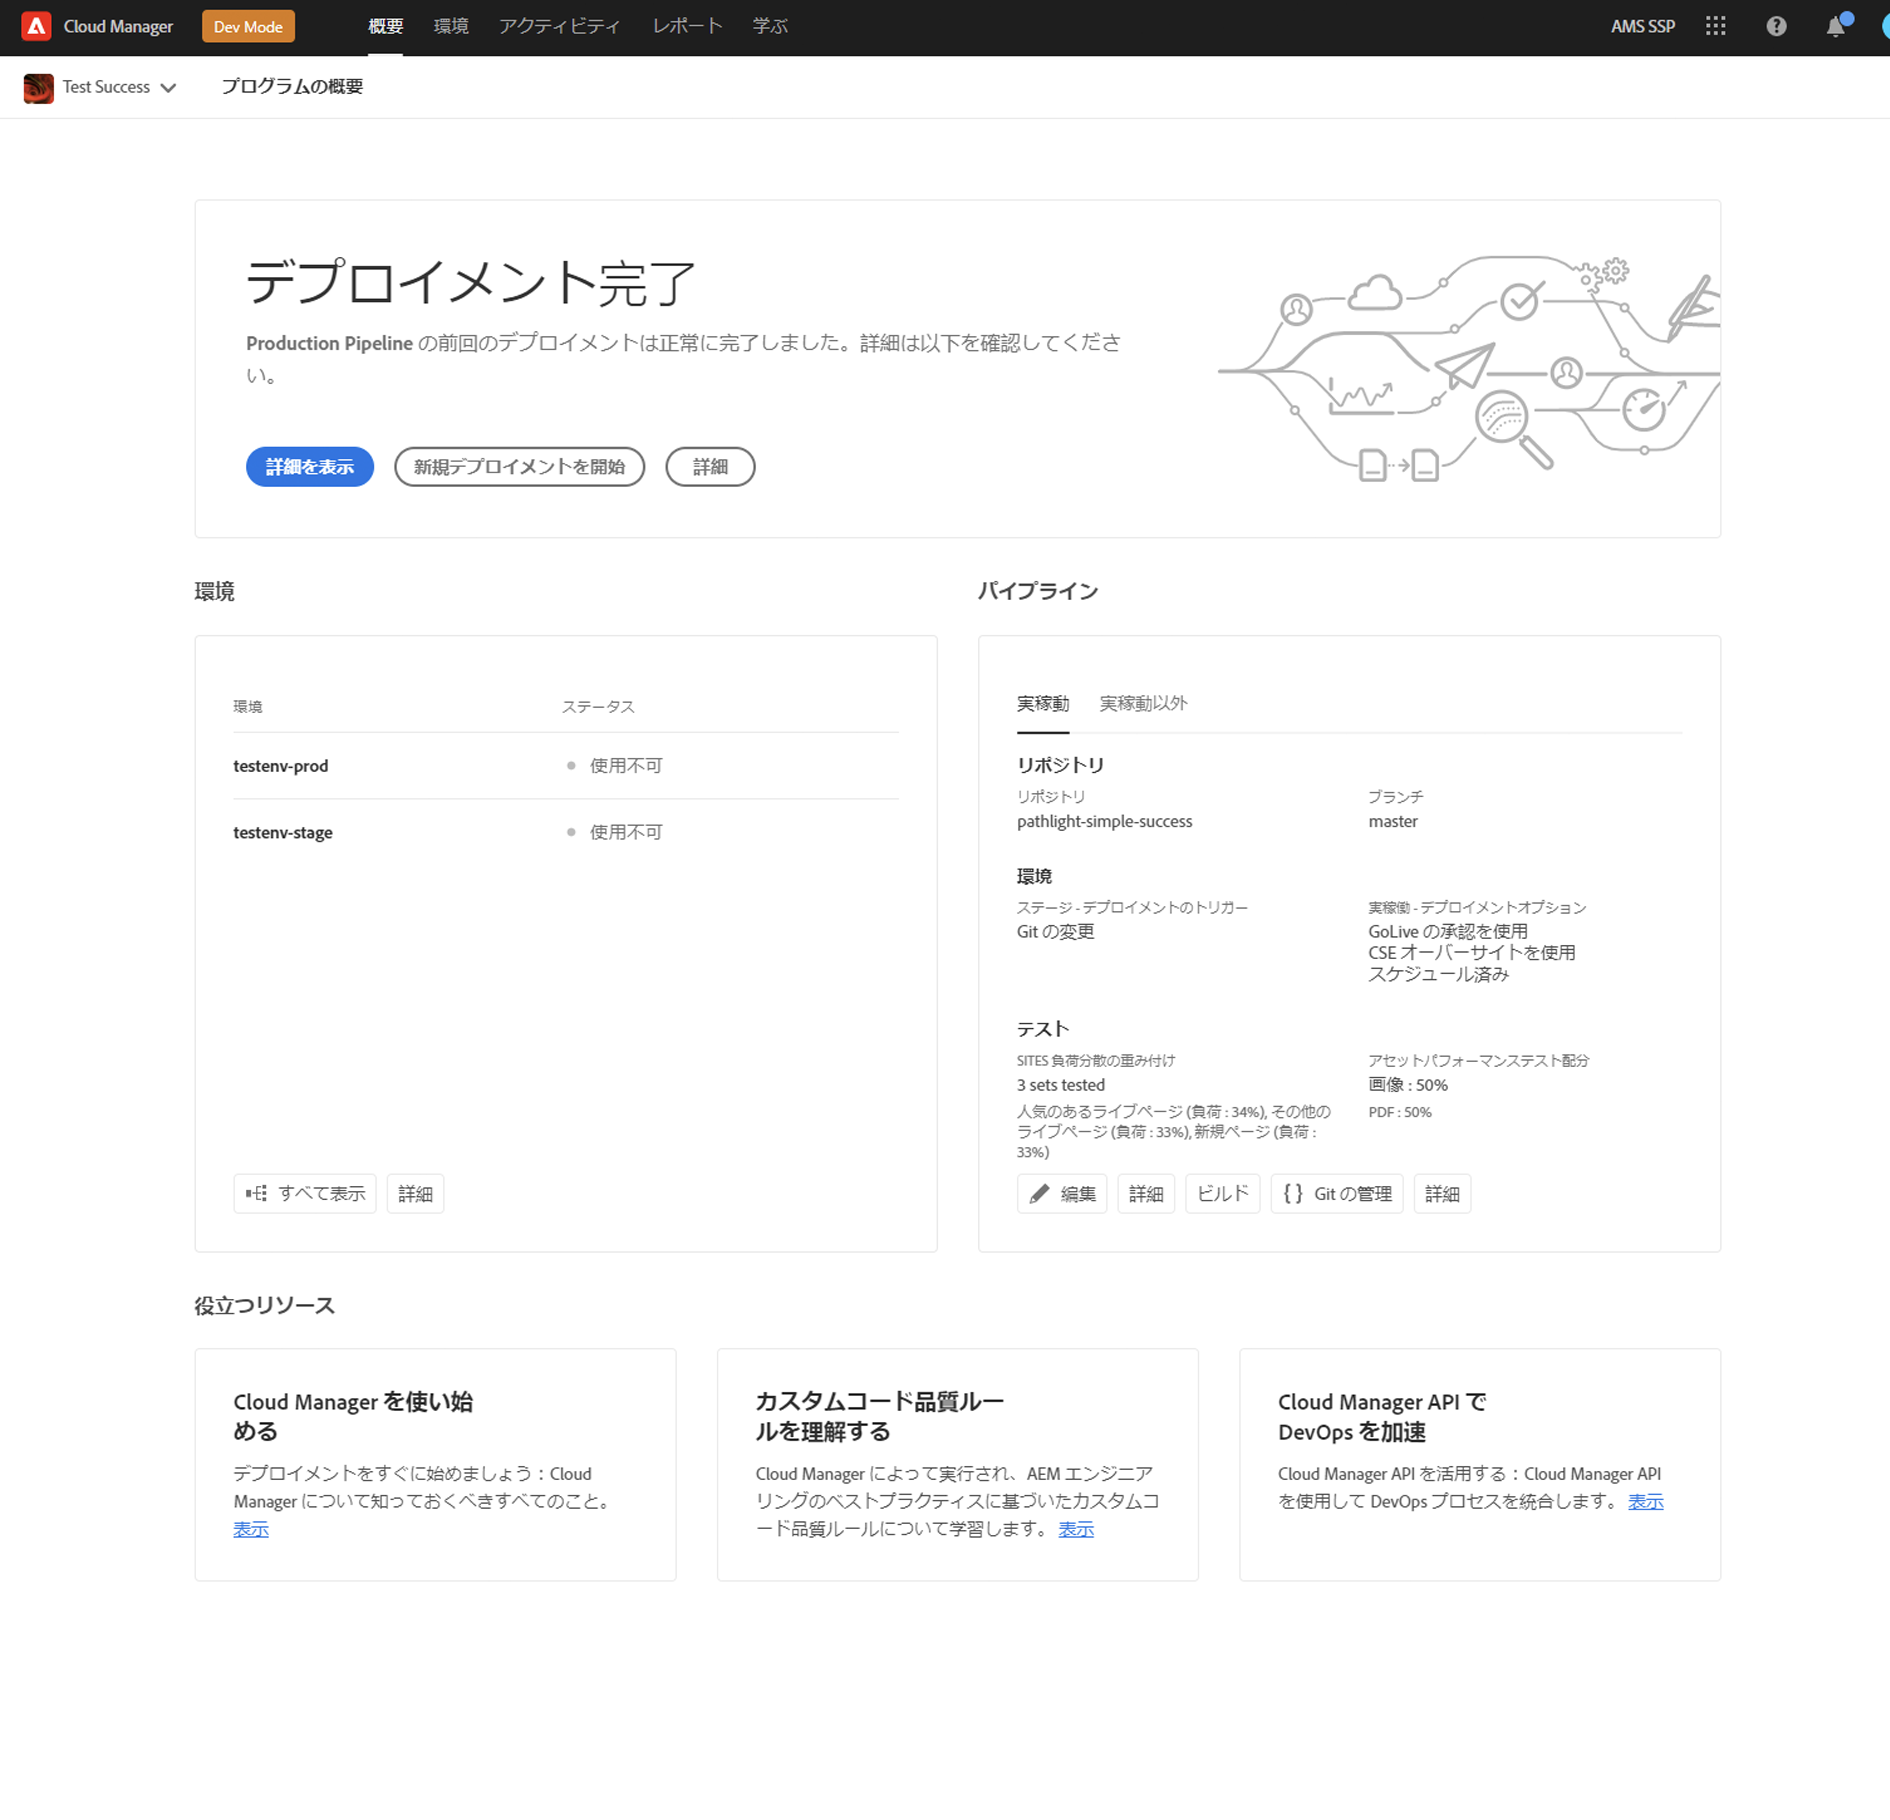 Cloud Manager Dev Mode 概要 環境 アクティビティ レポート 学ぶ AMS SSP
Test Success プログラムの概要
デプロイメント完了
Production Pipeline の前回のデプロイメントは正常に完了しました。詳細は以下を確認してくださ
い。
詳細を表示 新規デプロイメントを開始 詳細
環境
環境 ステータス
testenv-prod 使用不可
testenv-stage 使用不可
すべて表示 詳細
パイプライン
実稼動 実稼動以外
リポジトリ
リポジトリ ブランチ
pathlight-simple-success master
環境
ステージ - デプロイメントのトリガー 実稼働 - デプロイメントオプション
Git の変更 GoLive の承認を使用
CSE オーバーサイトを使用
スケジュール済み
テスト
SITES 負荷分散の重み付け アセットパフォーマンステスト配分
3 sets tested 画像 : 50%
人気のあるライブページ (負荷 : 34%), その他の PDF : 50%
ライブページ (負荷 : 33%), 新規ページ (負荷 :
33%)
編集 詳細 ビルド {} Git の管理 詳細
役立つリソース
Cloud Manager を使い始
める
デプロイメントをすぐに始めましょう：Cloud
Manager について知っておくべきすべてのこと。
表示
カスタムコード品質ルー
ルを理解する
Cloud Manager によって実行され、AEM エンジニア
リングのベストプラクティスに基づいたカスタムコ
ード品質ルールについて学習します。 表示
Cloud Manager API で
DevOps を加速
Cloud Manager API を活用する：Cloud Manager API
を使用して DevOps プロセスを統合します。 表示